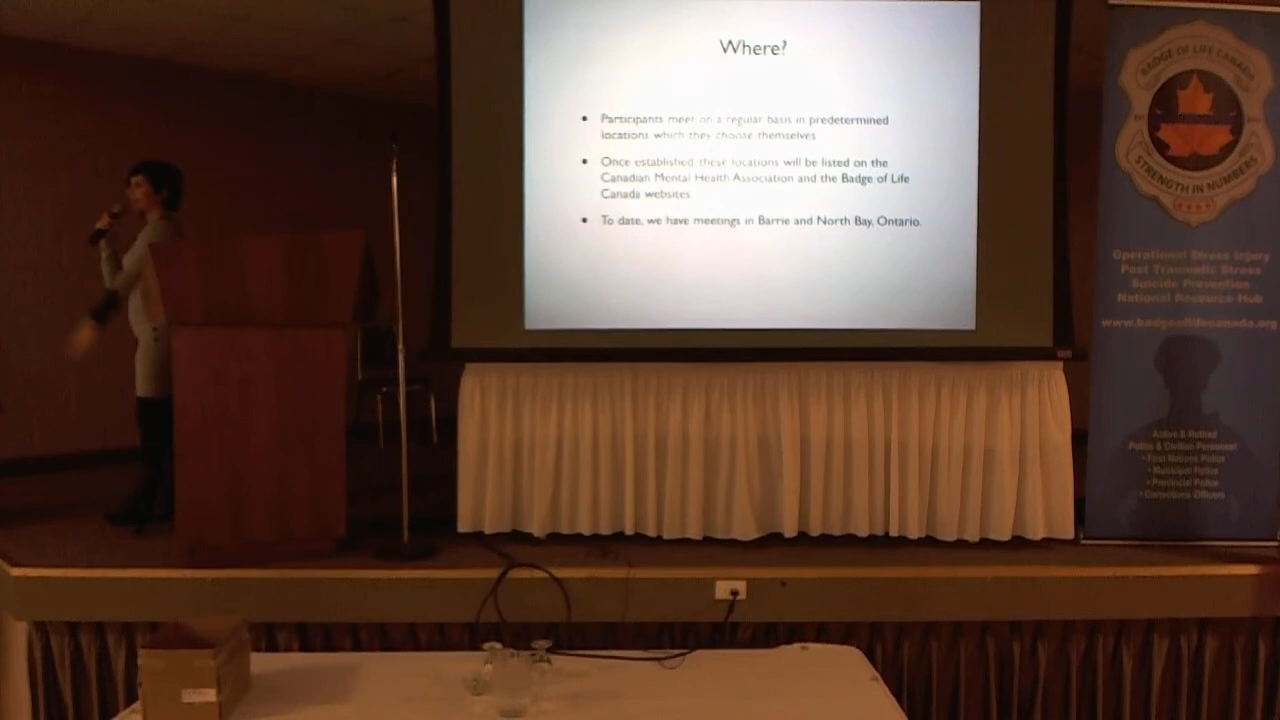 Where?
• Participants meet on a regular basis in predetermined
locations which they choose themselves
• Once established, these locations will be listed on the
Canadian Mental Health Association and the Badge of Life
Canada websites
• To date, we have meetings in Barrie and North Bay, Ontario.
BADGE OF LIFE CANADA
STRENGTH IN NUMBERS
Operational Stress Injury
Post Traumatic Stress
Suicide Prevention
National Resource Hub
www.badgeoflifecanada.org
Active & Retired
Police & Civilian Personnel
• First Nations Police
• Municipal Police
• Provincial Police
• Corrections Officers